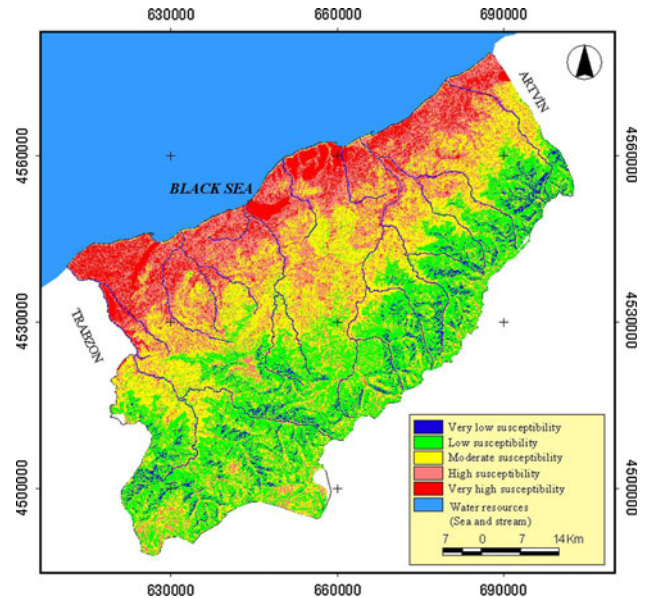 630000 660000 690000
ARTVIN
4560000 4560000
BLACK SEA
4530000 4530000
TRABZON
4500000 4500000
Very low susceptibility
Low susceptibility
Moderate susceptibility
High susceptibility
Very high susceptibility
Water resources
(Sea and stream)
7 0 7 14 Km
630000 660000 690000